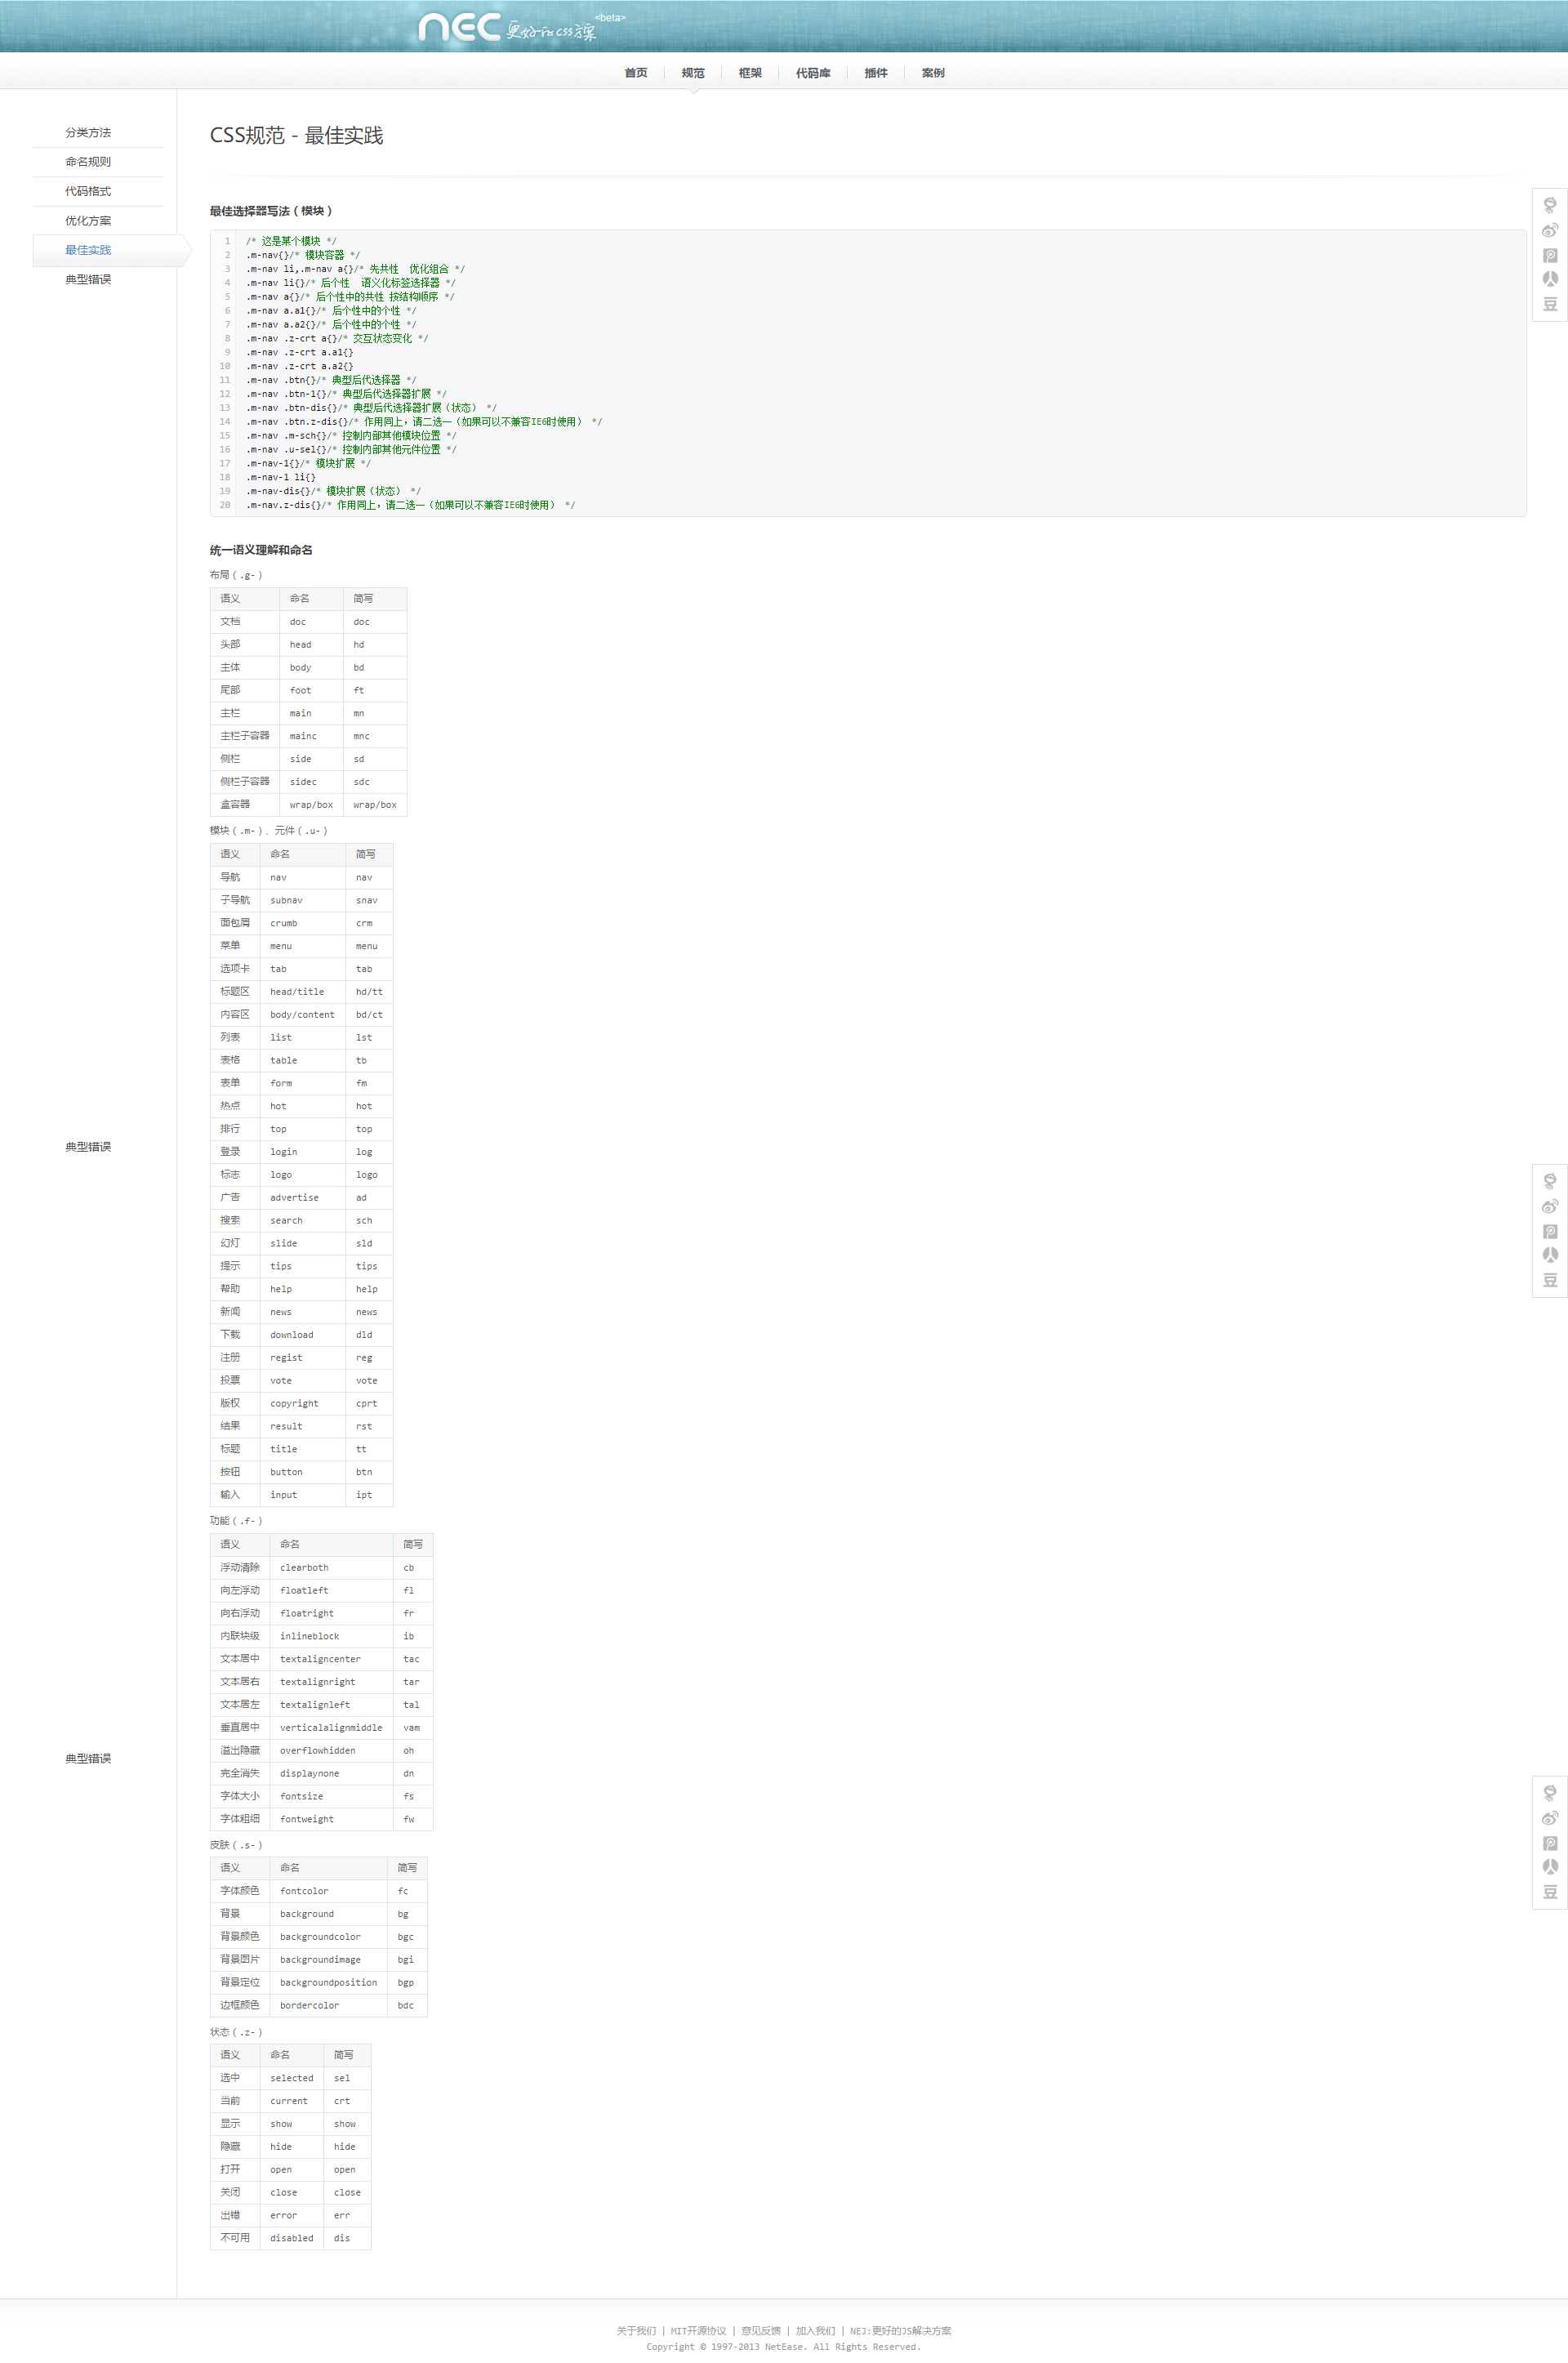 nec 更好的css方案 <beta>
首页 规范 框架 代码库 插件 案例
分类方法
命名规则
代码格式
优化方案
最佳实践
典型错误
CSS规范 - 最佳实践
最佳选择器写法（模块）
1 /* 这是某个模块 */
2 .m-nav{}/* 模块容器 */
3 .m-nav li,.m-nav a{}/* 先共性  优化组合 */
4 .m-nav li{}/* 后个性  语义化标签选择器 */
5 .m-nav a{}/* 后个性中的共性 按结构顺序 */
6 .m-nav a.a1{}/* 后个性中的个性 */
7 .m-nav a.a2{}/* 后个性中的个性 */
8 .m-nav .z-crt a{}/* 交互状态变化 */
9 .m-nav .z-crt a.a1{}
10 .m-nav .z-crt a.a2{}
11 .m-nav .btn{}/* 典型后代选择器 */
12 .m-nav .btn-1{}/* 典型后代选择器扩展 */
13 .m-nav .btn-dis{}/* 典型后代选择器扩展（状态） */
14 .m-nav .btn.z-dis{}/* 作用同上，请二选一（如果可以不兼容IE6时使用） */
15 .m-nav .m-sch{}/* 控制内部其他模块位置 */
16 .m-nav .u-sel{}/* 控制内部其他元件位置 */
17 .m-nav-1{}/* 模块扩展 */
18 .m-nav-1 li{}
19 .m-nav-dis{}/* 模块扩展（状态） */
20 .m-nav.z-dis{}/* 作用同上，请二选一（如果可以不兼容IE6时使用） */
统一语义理解和命名
布局（.g-）
语义 命名 简写
文档 doc doc
头部 head hd
主体 body bd
尾部 foot ft
主栏 main mn
主栏子容器 mainc mnc
侧栏 side sd
侧栏子容器 sidec sdc
盒容器 wrap/box wrap/box
模块（.m-）、元件（.u-）
语义 命名 简写
导航 nav nav
子导航 subnav snav
面包屑 crumb crm
菜单 menu menu
选项卡 tab tab
标题区 head/title hd/tt
内容区 body/content bd/ct
列表 list lst
表格 table tb
表单 form fm
热点 hot hot
排行 top top
典型错误
登录 login log
标志 logo logo
广告 advertise ad
搜索 search sch
幻灯 slide sld
提示 tips tips
帮助 help help
豆
新闻 news news
下载 download dld
注册 regist reg
投票 vote vote
版权 copyright cprt
结果 result rst
标题 title tt
按钮 button btn
输入 input ipt
功能（.f-）
语义 命名 简写
浮动清除 clearboth cb
向左浮动 floatleft fl
向右浮动 floatright fr
内联块级 inlineblock ib
文本居中 textaligncenter tac
文本居右 textalignright tar
文本居左 textalignleft tal
垂直居中 verticalalignmiddle vam
溢出隐藏 overflowhidden oh
典型错误
完全消失 displaynone dn
字体大小 fontsize fs
字体粗细 fontweight fw
皮肤（.s-）
语义 命名 简写
字体颜色 fontcolor fc
豆
背景 background bg
背景颜色 backgroundcolor bgc
背景图片 backgroundimage bgi
背景定位 backgroundposition bgp
边框颜色 bordercolor bdc
状态（.z-）
语义 命名 简写
选中 selected sel
当前 current crt
显示 show show
隐藏 hide hide
打开 open open
关闭 close close
出错 error err
不可用 disabled dis
关于我们 | MIT开源协议 | 意见反馈 | 加入我们 | NEJ:更好的JS解决方案
Copyright © 1997-2013 NetEase. All Rights Reserved.